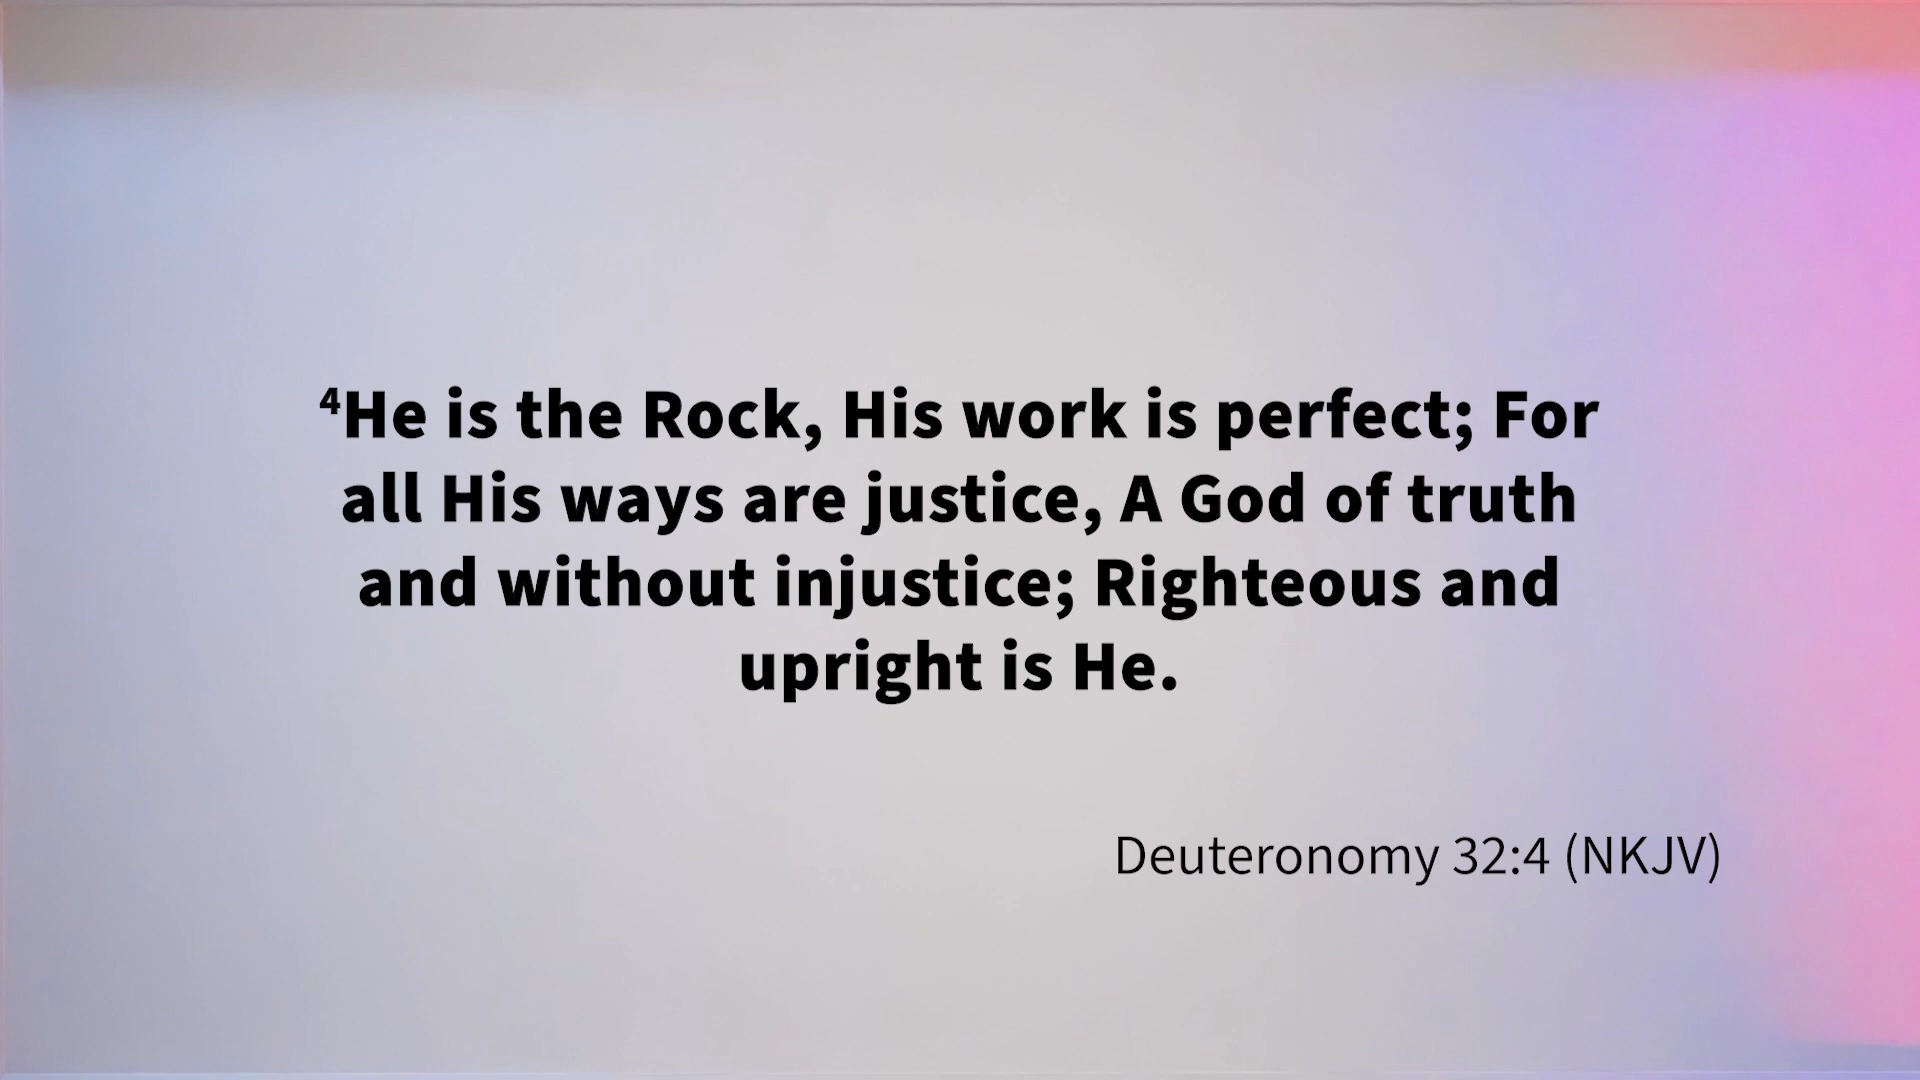 ⁴He is the Rock, His work is perfect; For
all His ways are justice, A God of truth
and without injustice; Righteous and
upright is He.
Deuteronomy 32:4 (NKJV)